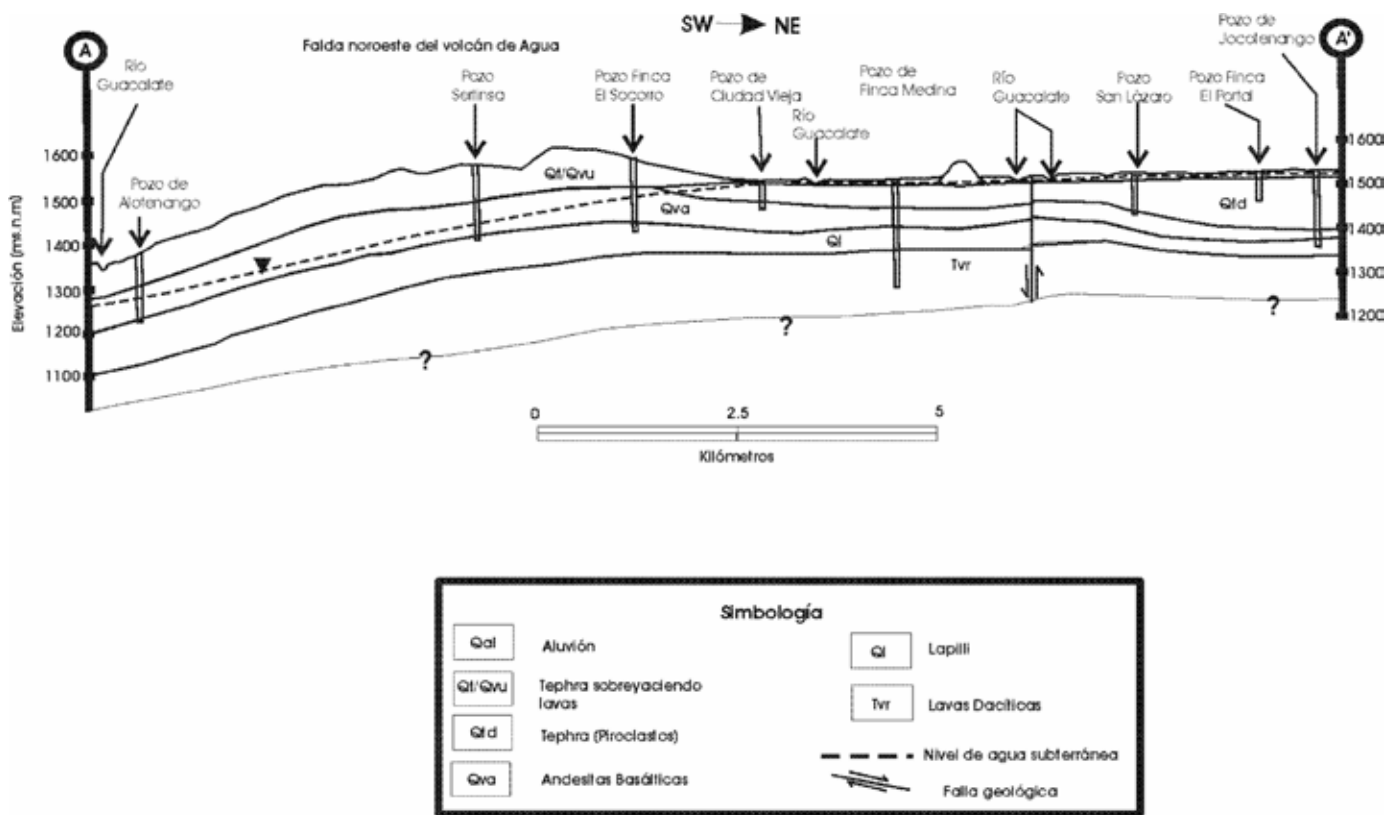 SW NE
A
A'
Falda noroeste del volcán de Agua
Río
Guacalate
Pozo de
Alotenango
Pozo
Serlinsa
Pozo Finca
El Socorro
Pozo de
Ciudad Vieja
Río
Guacalate
Pozo de
Finca Medina
Río
Guacalate
Pozo
San Lázaro
Pozo Finca
El Portal
Pozo de
Jocotenango
Elevación (ms.n.m)
1600
1500
1400
1300
1200
1100
1600
1500
1400
1300
1200
Qt/Qvu
Qva
Ql
Tvr
Qtd
?
?
?
0 2.5 5
Kilómetros
Simbología
Qal Aluvión
Qt/Qvu Tephra sobreyaciendo
lavas
Qtd Tephra (Piroclastos)
Qva Andesitas Basálticas
Ql Lapilli
Tvr Lavas Dacíticas
Nivel de agua subterránea
Falla geológica